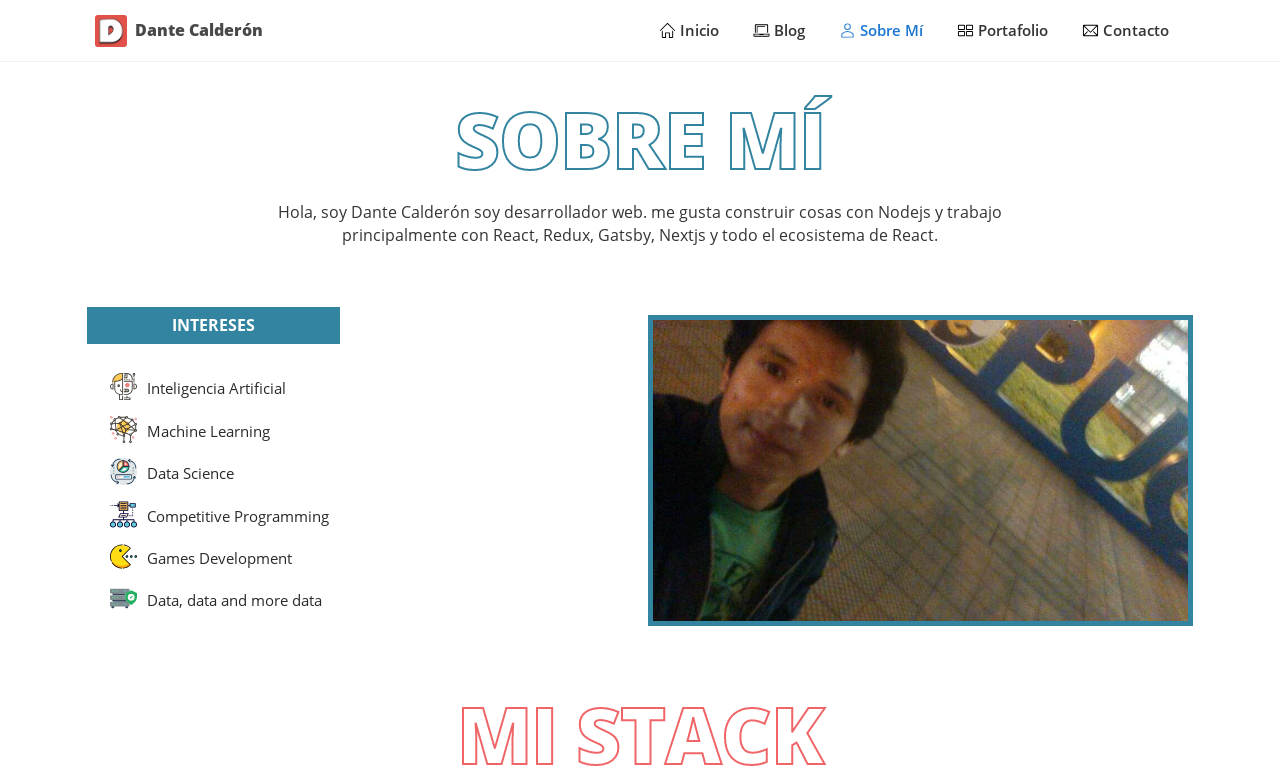 D Dante Calderón
Inicio
Blog
Sobre Mí
Portafolio
Contacto
SOBRE MÍ
Hola, soy Dante Calderón soy desarrollador web. me gusta construir cosas con Nodejs y trabajo
principalmente con React, Redux, Gatsby, Nextjs y todo el ecosistema de React.
INTERESES
Inteligencia Artificial
Machine Learning
Data Science
Competitive Programming
Games Development
Data, data and more data
MI STACK